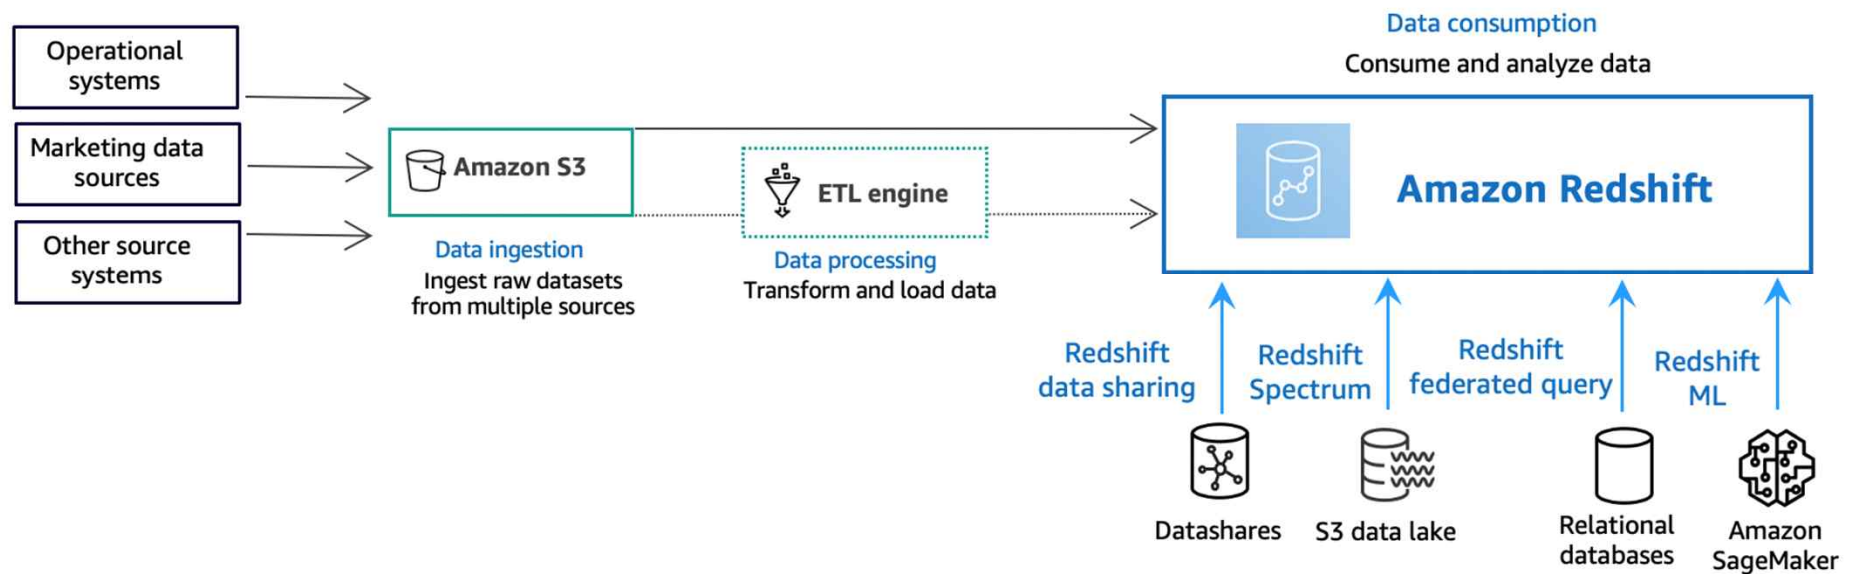 Operational
systems
Marketing data
sources
Other source
systems
Amazon S3
Data ingestion
Ingest raw datasets
from multiple sources
ETL engine
Data processing
Transform and load data
Data consumption
Consume and analyze data
Amazon Redshift
Redshift
data sharing
Redshift
Spectrum
Redshift
federated query
Redshift
ML
Datashares
S3 data lake
Relational
databases
Amazon
SageMaker